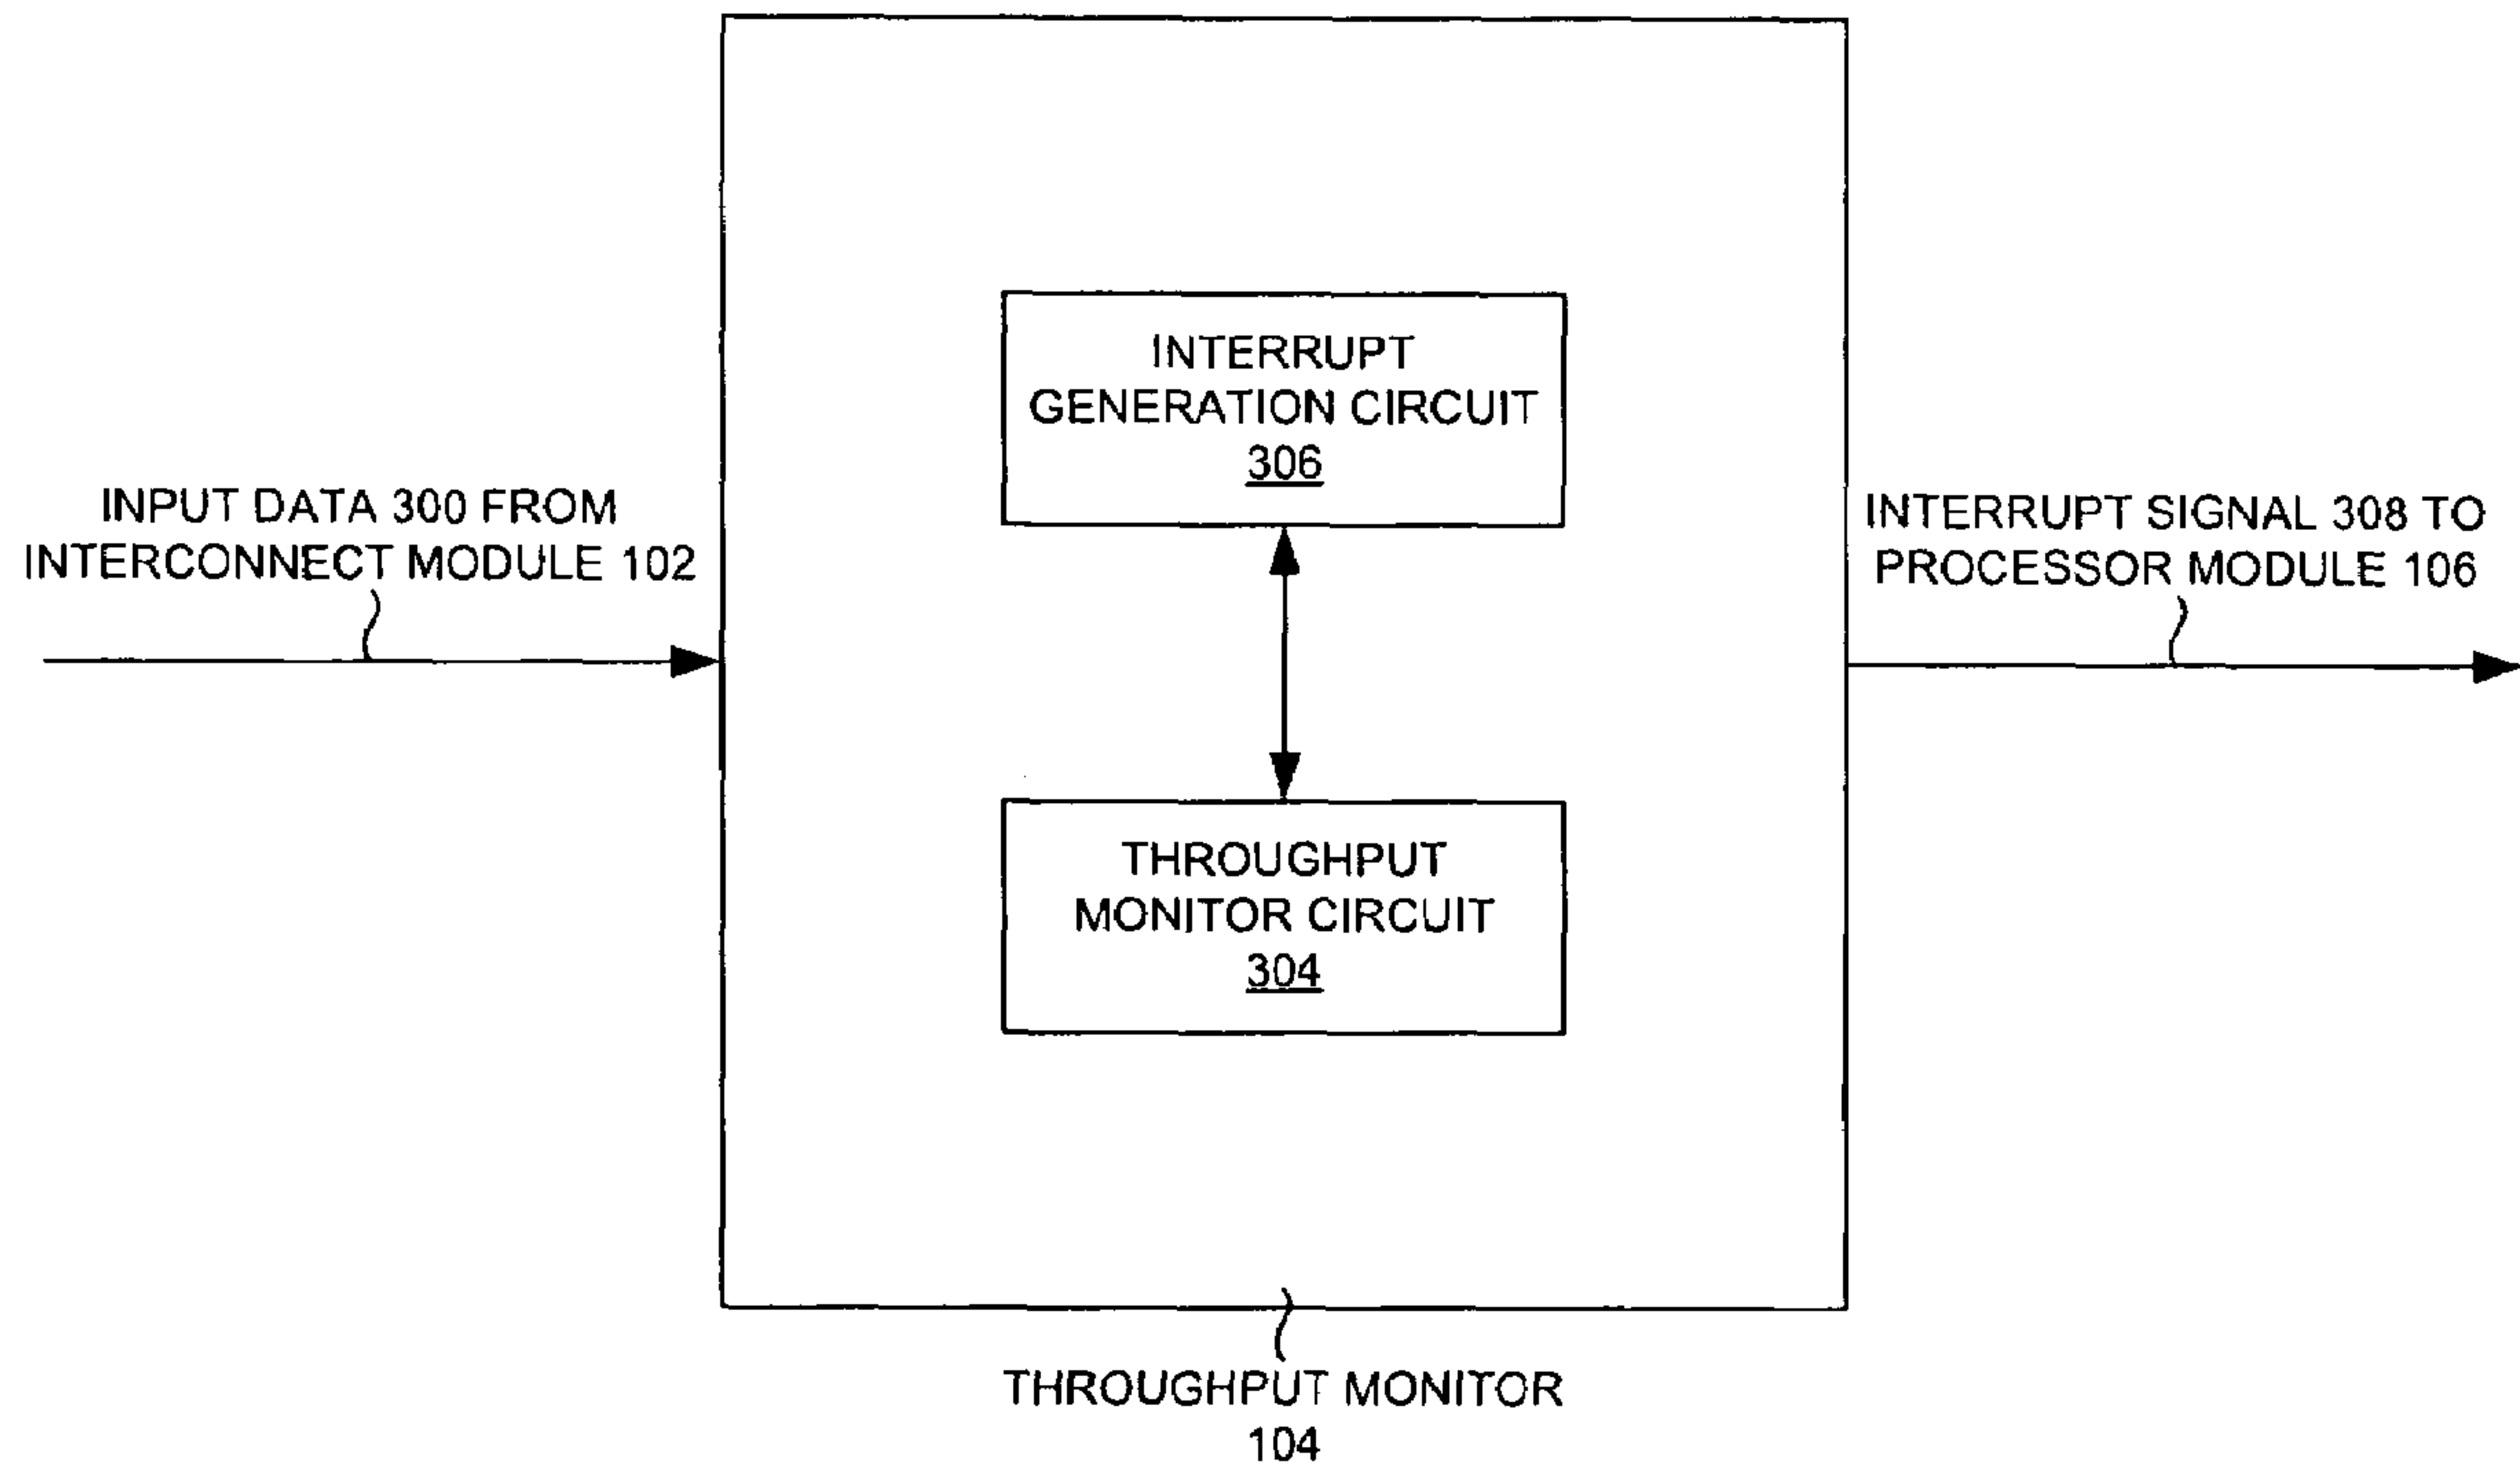 INTERRUPT
GENERATION CIRCUIT
306
INPUT DATA 300 FROM
INTERCONNECT MODULE 102
INTERRUPT SIGNAL 308 TO
PROCESSOR MODULE 106
THROUGHPUT
MONITOR CIRCUIT
304
THROUGHPUT MONITOR
104